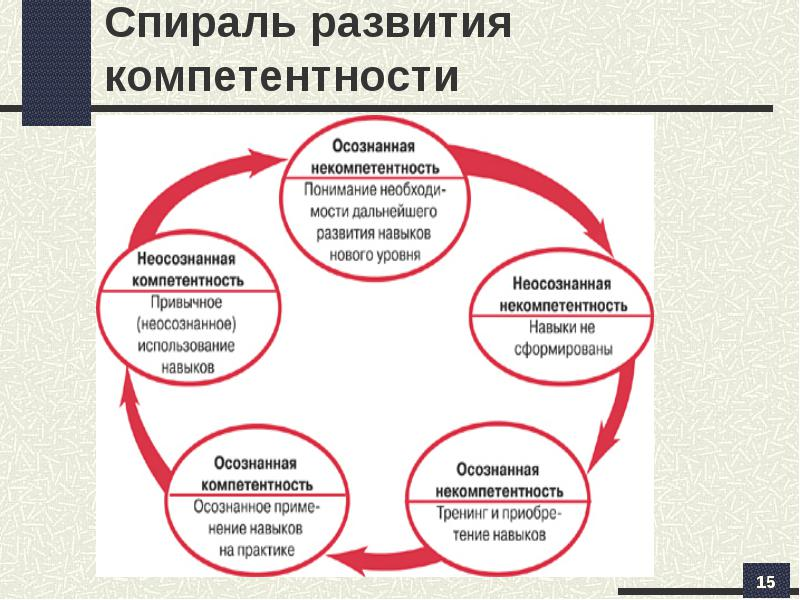 Спираль развития
компетентности
Осознанная
некомпетентность
Понимание необходи-
мости дальнейшего
развития навыков
нового уровня
Неосознанная
некомпетентность
Навыки не
сформированы
Осознанная
некомпетентность
Тренинг и приобре-
тение навыков
Осознанная
компетентность
Осознанное приме-
нение навыков
на практике
Неосознанная
компетентность
Привычное
(неосознанное)
использование
навыков
15